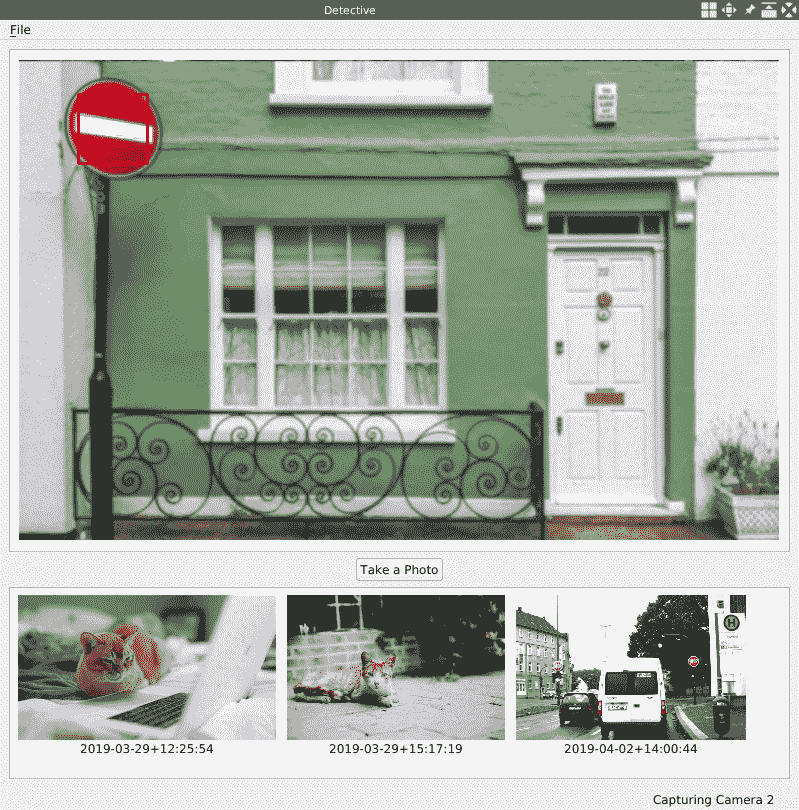 Detective
File
Take a Photo
2019-03-29+12:25:54
2019-03-29+15:17:19
2019-04-02+14:00:44
Capturing Camera 2